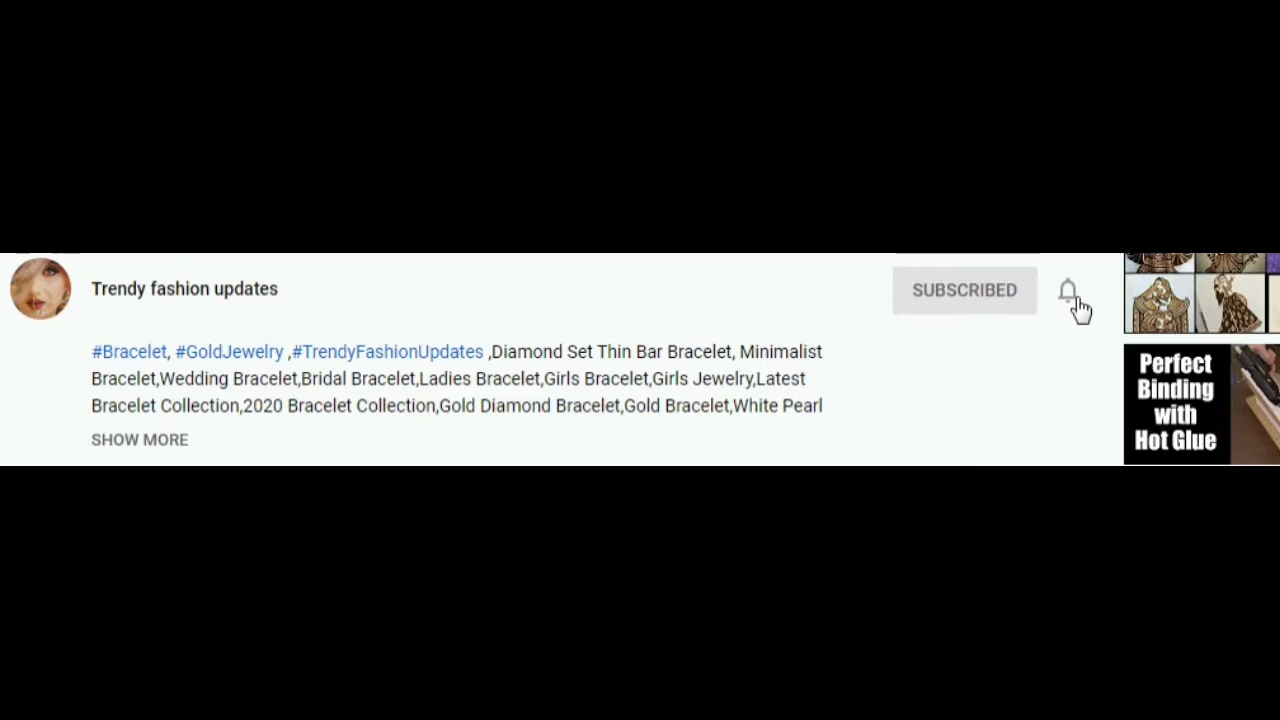 Trendy fashion updates
SUBSCRIBED
#Bracelet, #GoldJewelry ,#TrendyFashionUpdates ,Diamond Set Thin Bar Bracelet, Minimalist
Bracelet,Wedding Bracelet,Bridal Bracelet,Ladies Bracelet,Girls Bracelet,Girls Jewelry,Latest
Bracelet Collection,2020 Bracelet Collection,Gold Diamond Bracelet,Gold Bracelet,White Pearl
SHOW MORE
Perfect
Binding
with
Hot Glue